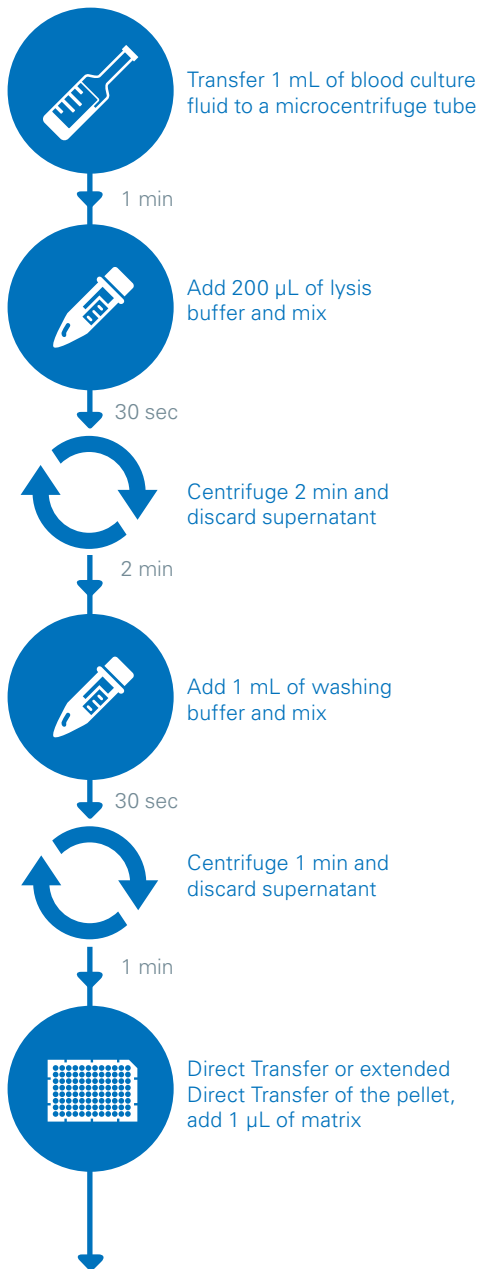 Transfer 1 mL of blood culture
fluid to a microcentrifuge tube
1 min
Add 200 µL of lysis
buffer and mix
30 sec
Centrifuge 2 min and
discard supernatant
2 min
Add 1 mL of washing
buffer and mix
30 sec
Centrifuge 1 min and
discard supernatant
1 min
Direct Transfer or extended
Direct Transfer of the pellet,
add 1 µL of matrix